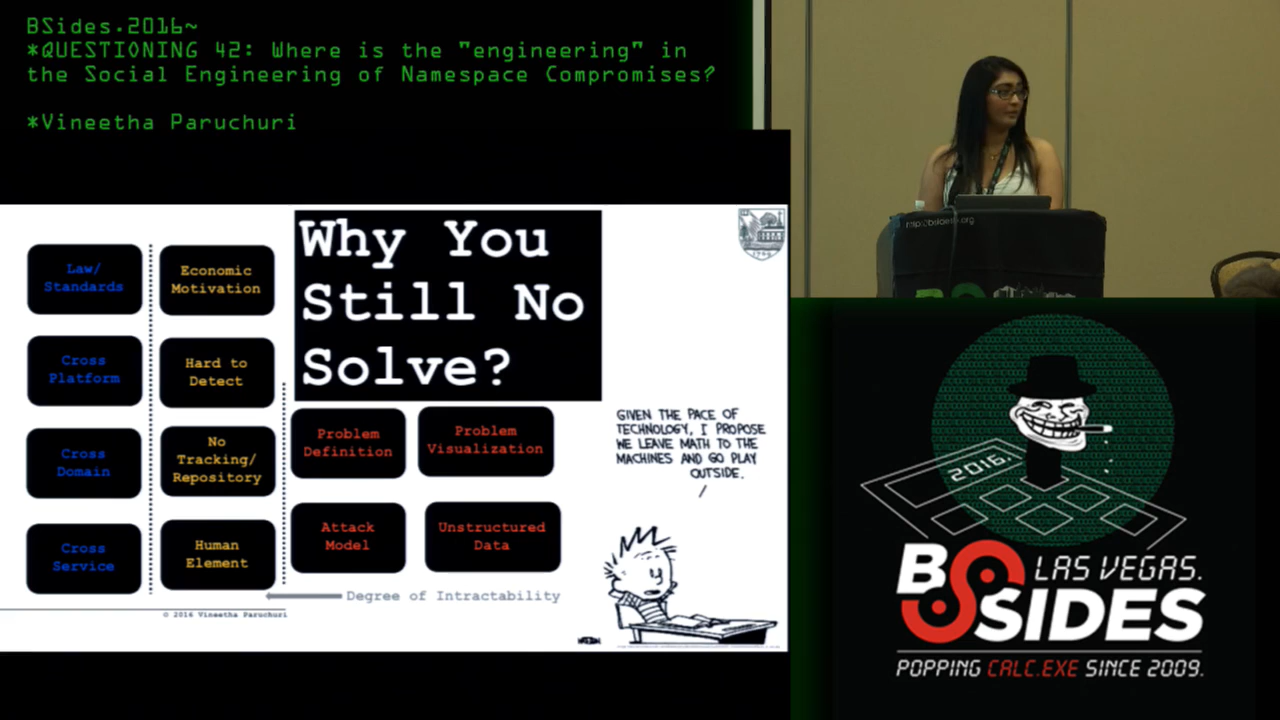 BSides.2016~
*QUESTIONING 42: Where is the "engineering" in
the Social Engineering of Namespace Compromises?
*Vineetha Paruchuri
Why You
Still No
Solve?
Law/
Standards
Economic
Motivation
Cross
Platform
Hard to
Detect
Cross
Domain
No
Tracking/
Repository
Cross
Service
Human
Element
Problem
Definition
Problem
Visualization
Attack
Model
Unstructured
Data
Degree of Intractability
© 2016 Vineetha Paruchuri
GIVEN THE PACE OF
TECHNOLOGY, I PROPOSE
WE LEAVE MATH TO THE
MACHINES AND GO PLAY
OUTSIDE.
2016.
BSIDES
LAS VEGAS.
POPPING CALC.EXE SINCE 2009.